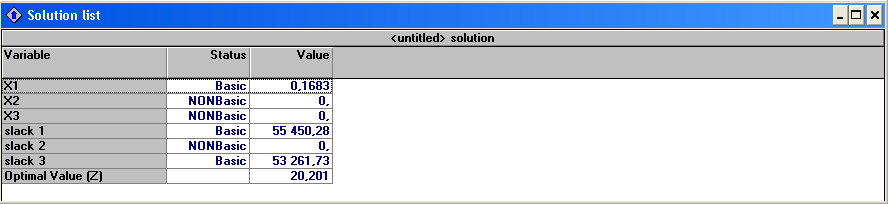 Solution list
<untitled> solution
Variable Status Value
X1 Basic 0,1683
X2 NONBasic 0,
X3 NONBasic 0,
slack 1 Basic 55 450,28
slack 2 NONBasic 0,
slack 3 Basic 53 261,73
Optimal Value (Z) 20,201